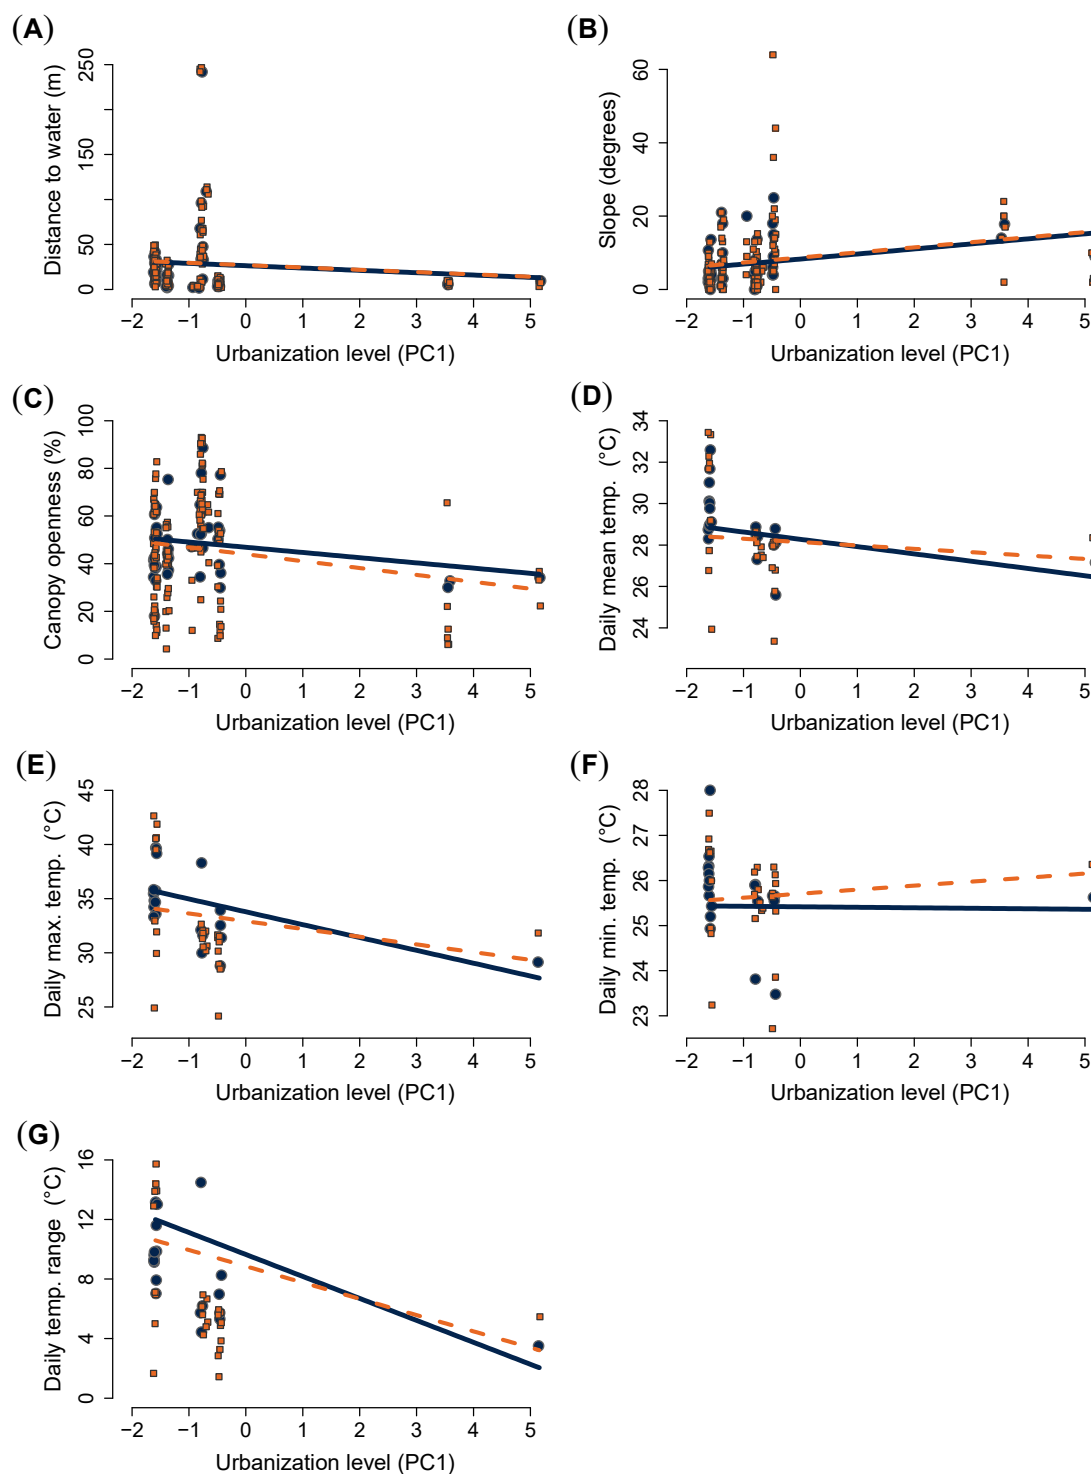 (A)
Distance to water (m)
250
150
50
0
−2 −1 0 1 2 3 4 5
Urbanization level (PC1)
(B)
Slope (degrees)
60
40
20
0
−2 −1 0 1 2 3 4 5
Urbanization level (PC1)
(C)
Canopy openness (%)
100
80
60
40
20
0
−2 −1 0 1 2 3 4 5
Urbanization level (PC1)
(D)
Daily mean temp. (°C)
34
32
30
28
26
24
−2 −1 0 1 2 3 4 5
Urbanization level (PC1)
(E)
Daily max. temp. (°C)
45
40
35
30
25
−2 −1 0 1 2 3 4 5
Urbanization level (PC1)
(F)
Daily min. temp. (°C)
28
27
26
25
24
23
−2 −1 0 1 2 3 4 5
Urbanization level (PC1)
(G)
Daily temp. range (°C)
16
12
8
4
0
−2 −1 0 1 2 3 4 5
Urbanization level (PC1)